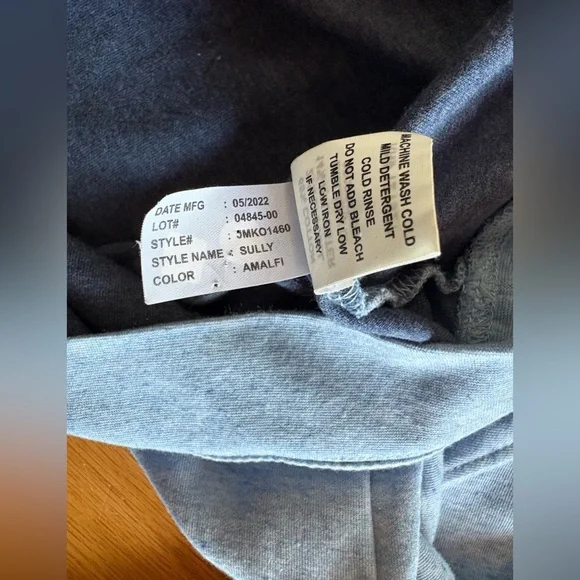 DATE MFG : 05/2022
LOT# : 04845-00
STYLE# : JMKO1460
STYLE NAME : SULLY
COLOR : AMALFI
MACHINE WASH COLD
MILD DETERGENT
COLD RINSE
DO NOT ADD BLEACH
TUMBLE DRY LOW
LOW IRON
IF NECESSARY